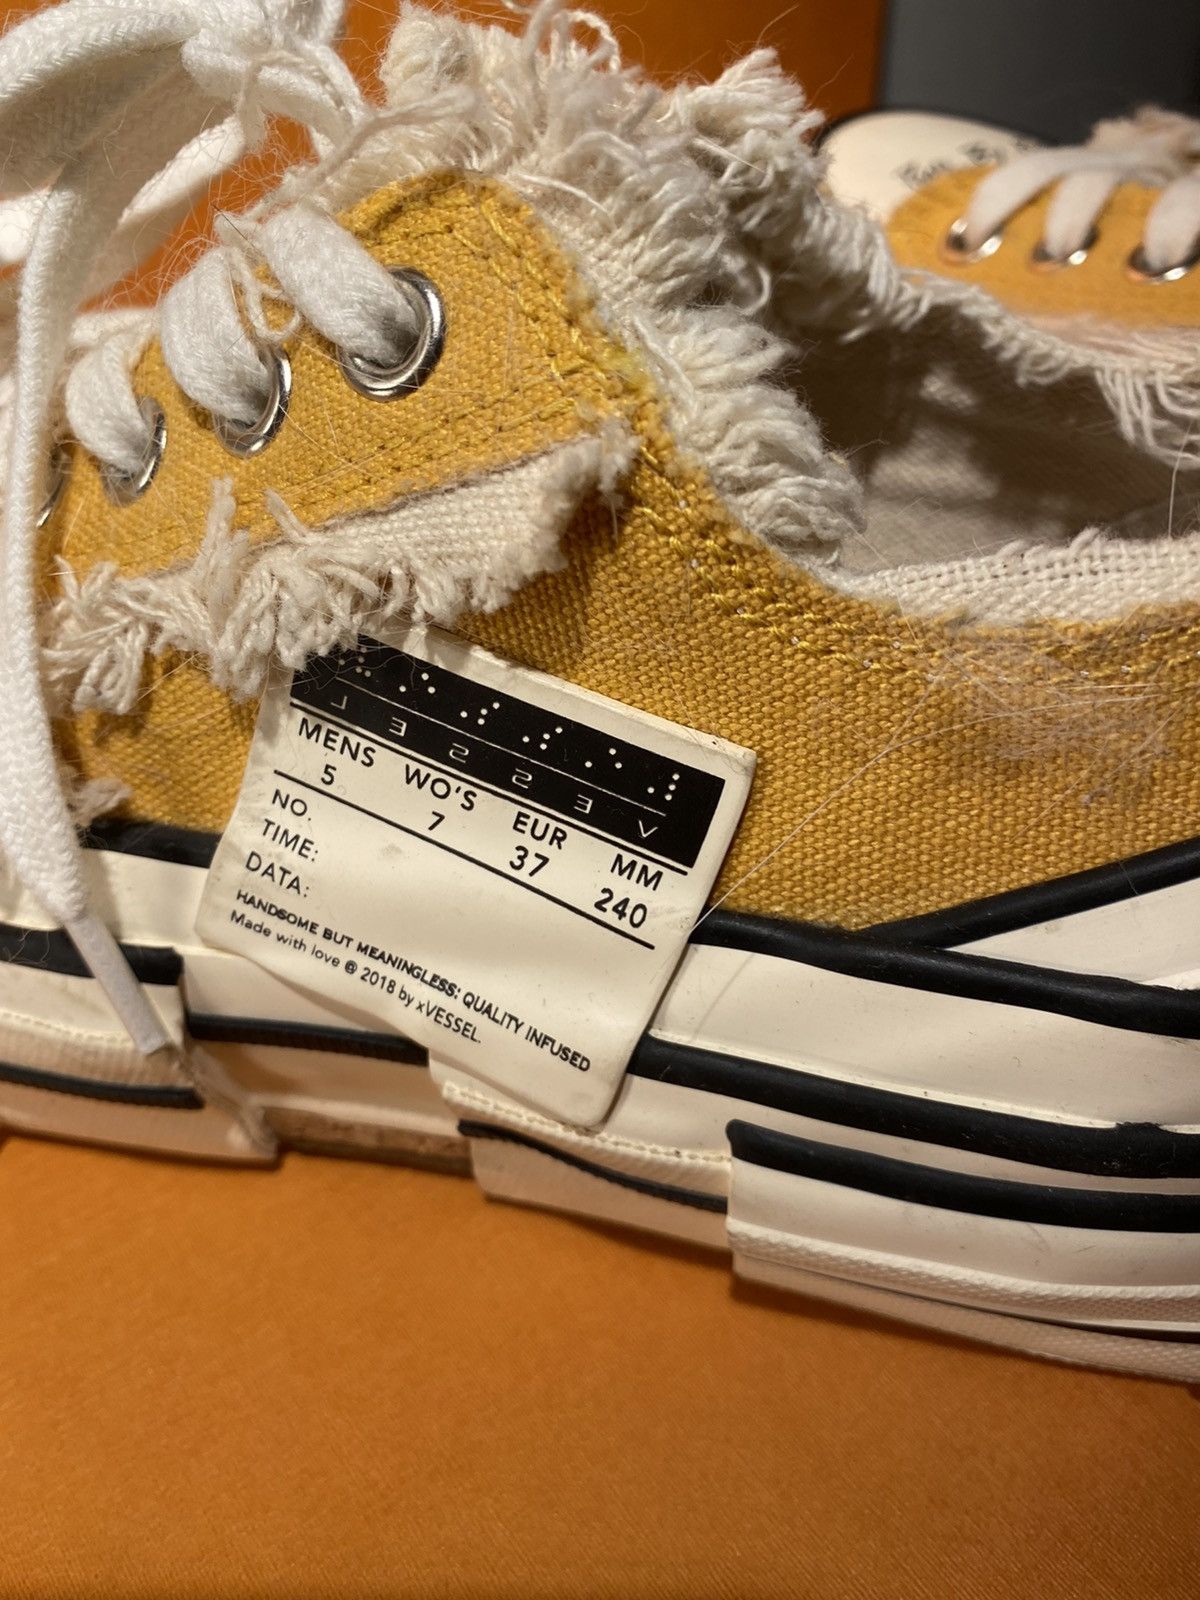 ⠧⠑⠎⠎⠑⠇
VESSEL
MENS WO'S EUR MM
5 7 37 240
NO.
TIME:
DATA:
HANDSOME BUT MEANINGLESS: QUALITY INFUSED
Made with love @ 2018 by xVESSEL.